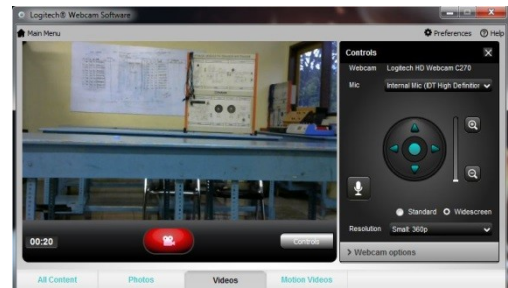 Logitech® Webcam Software
Main Menu
Preferences
Help
Controls
Webcam Logitech HD Webcam C270
Mic Internal Mic (IDT High Definition
Standard Widescreen
Resolution Small: 360p
> Webcam options
00:20
Controls
All Content Photos Videos Motion Videos